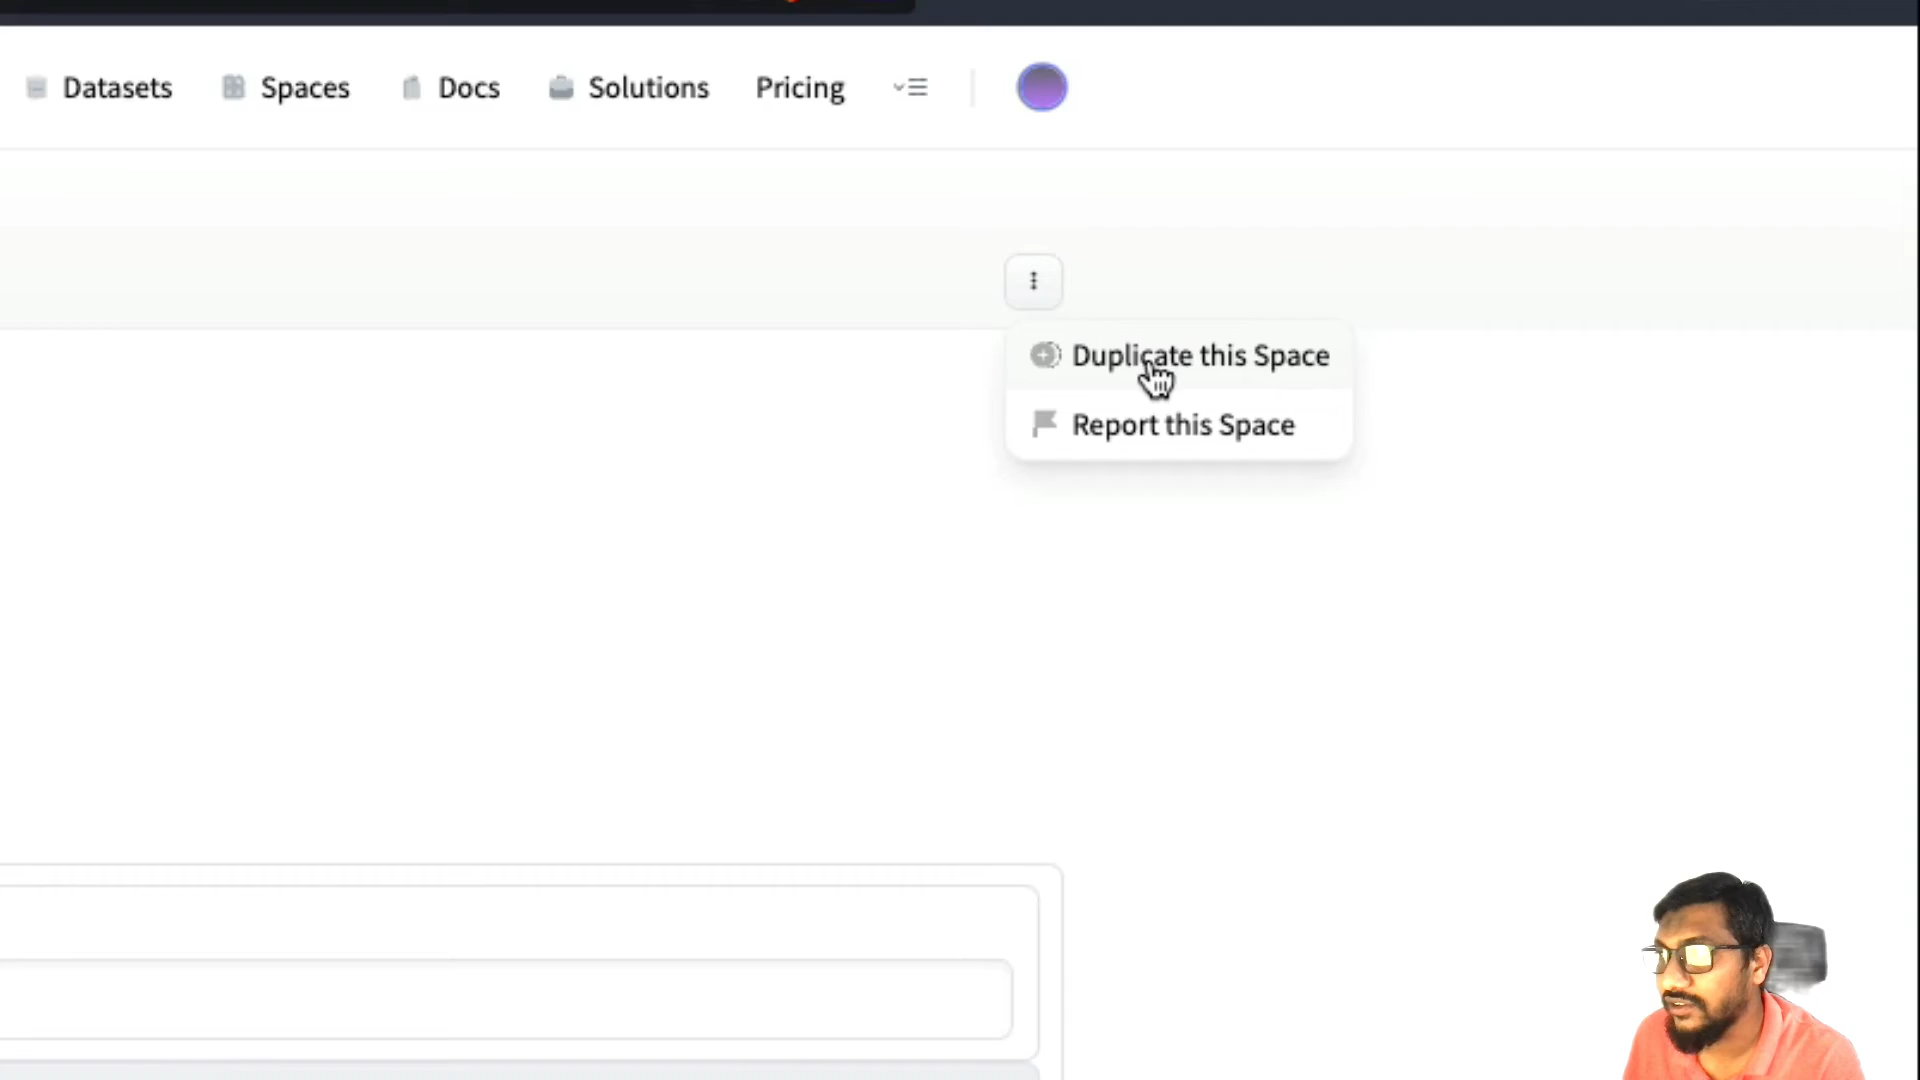 Datasets Spaces Docs Solutions Pricing
Duplicate this Space
Report this Space